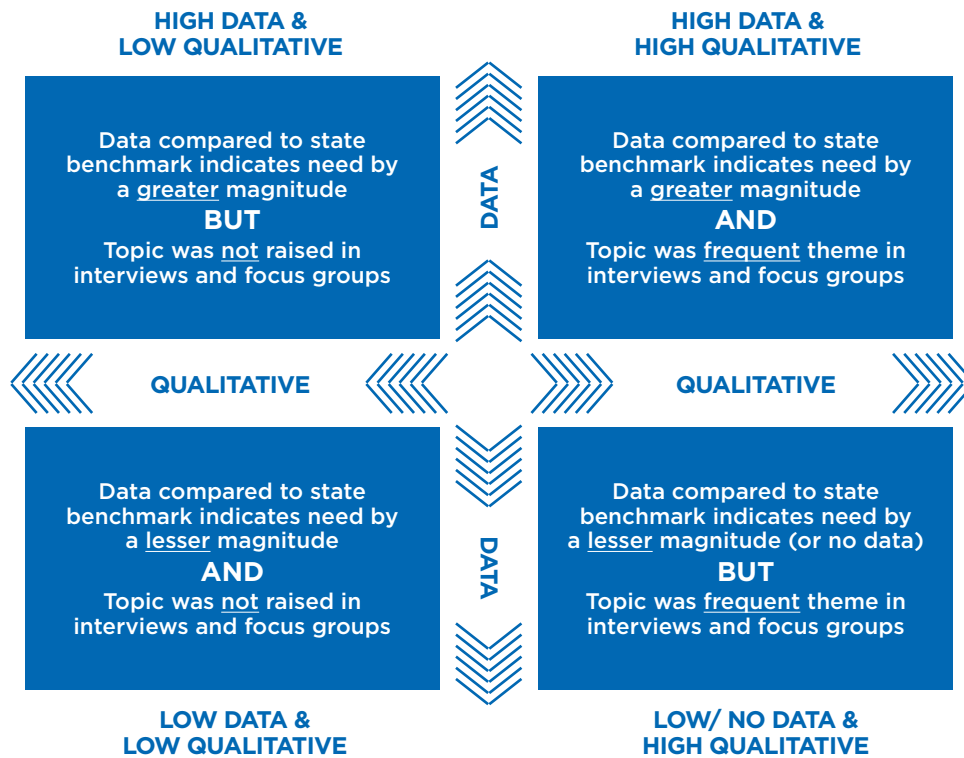 HIGH DATA &
LOW QUALITATIVE
HIGH DATA &
HIGH QUALITATIVE
Data compared to state
benchmark indicates need by
a greater magnitude
BUT
Topic was not raised in
interviews and focus groups
DATA
Data compared to state
benchmark indicates need by
a greater magnitude
AND
Topic was frequent theme in
interviews and focus groups
QUALITATIVE
QUALITATIVE
Data compared to state
benchmark indicates need by
a lesser magnitude
AND
Topic was not raised in
interviews and focus groups
DATA
Data compared to state
benchmark indicates need by
a lesser magnitude (or no data)
BUT
Topic was frequent theme in
interviews and focus groups
LOW DATA &
LOW QUALITATIVE
LOW/ NO DATA &
HIGH QUALITATIVE